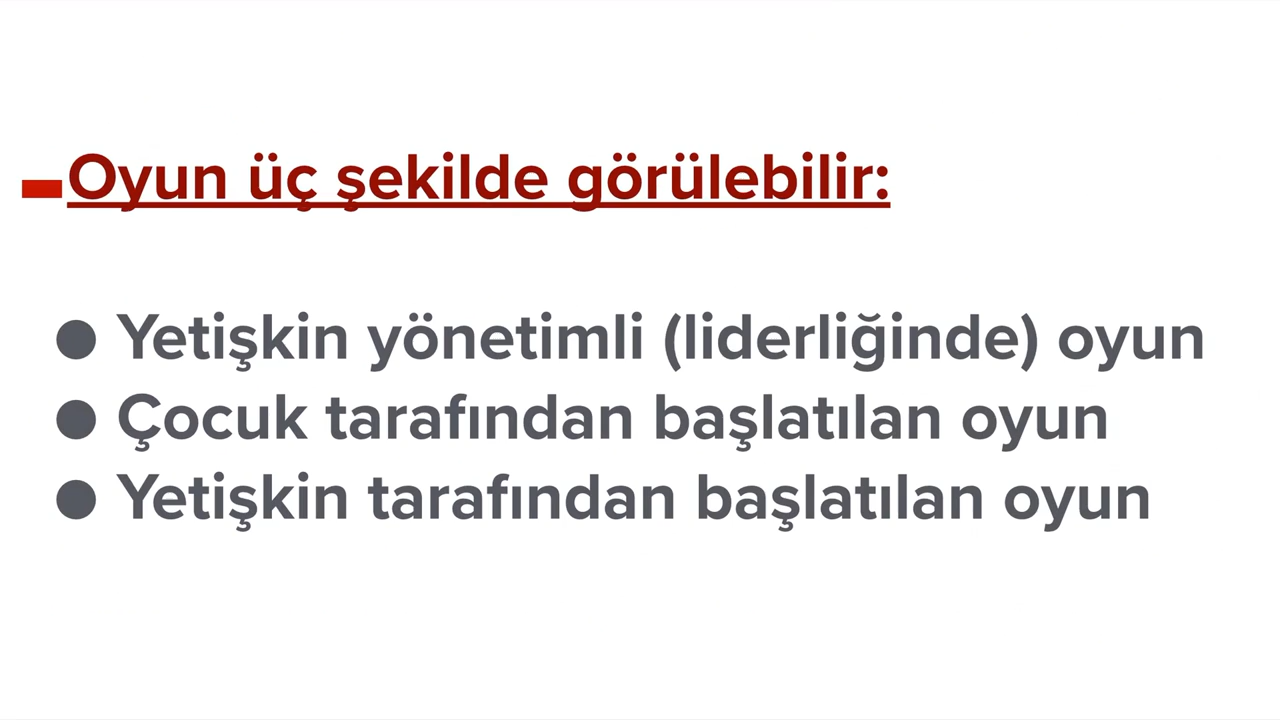 Oyun üç şekilde görülebilir:
● Yetişkin yönetimli (liderliğinde) oyun
● Çocuk tarafından başlatılan oyun
● Yetişkin tarafından başlatılan oyun